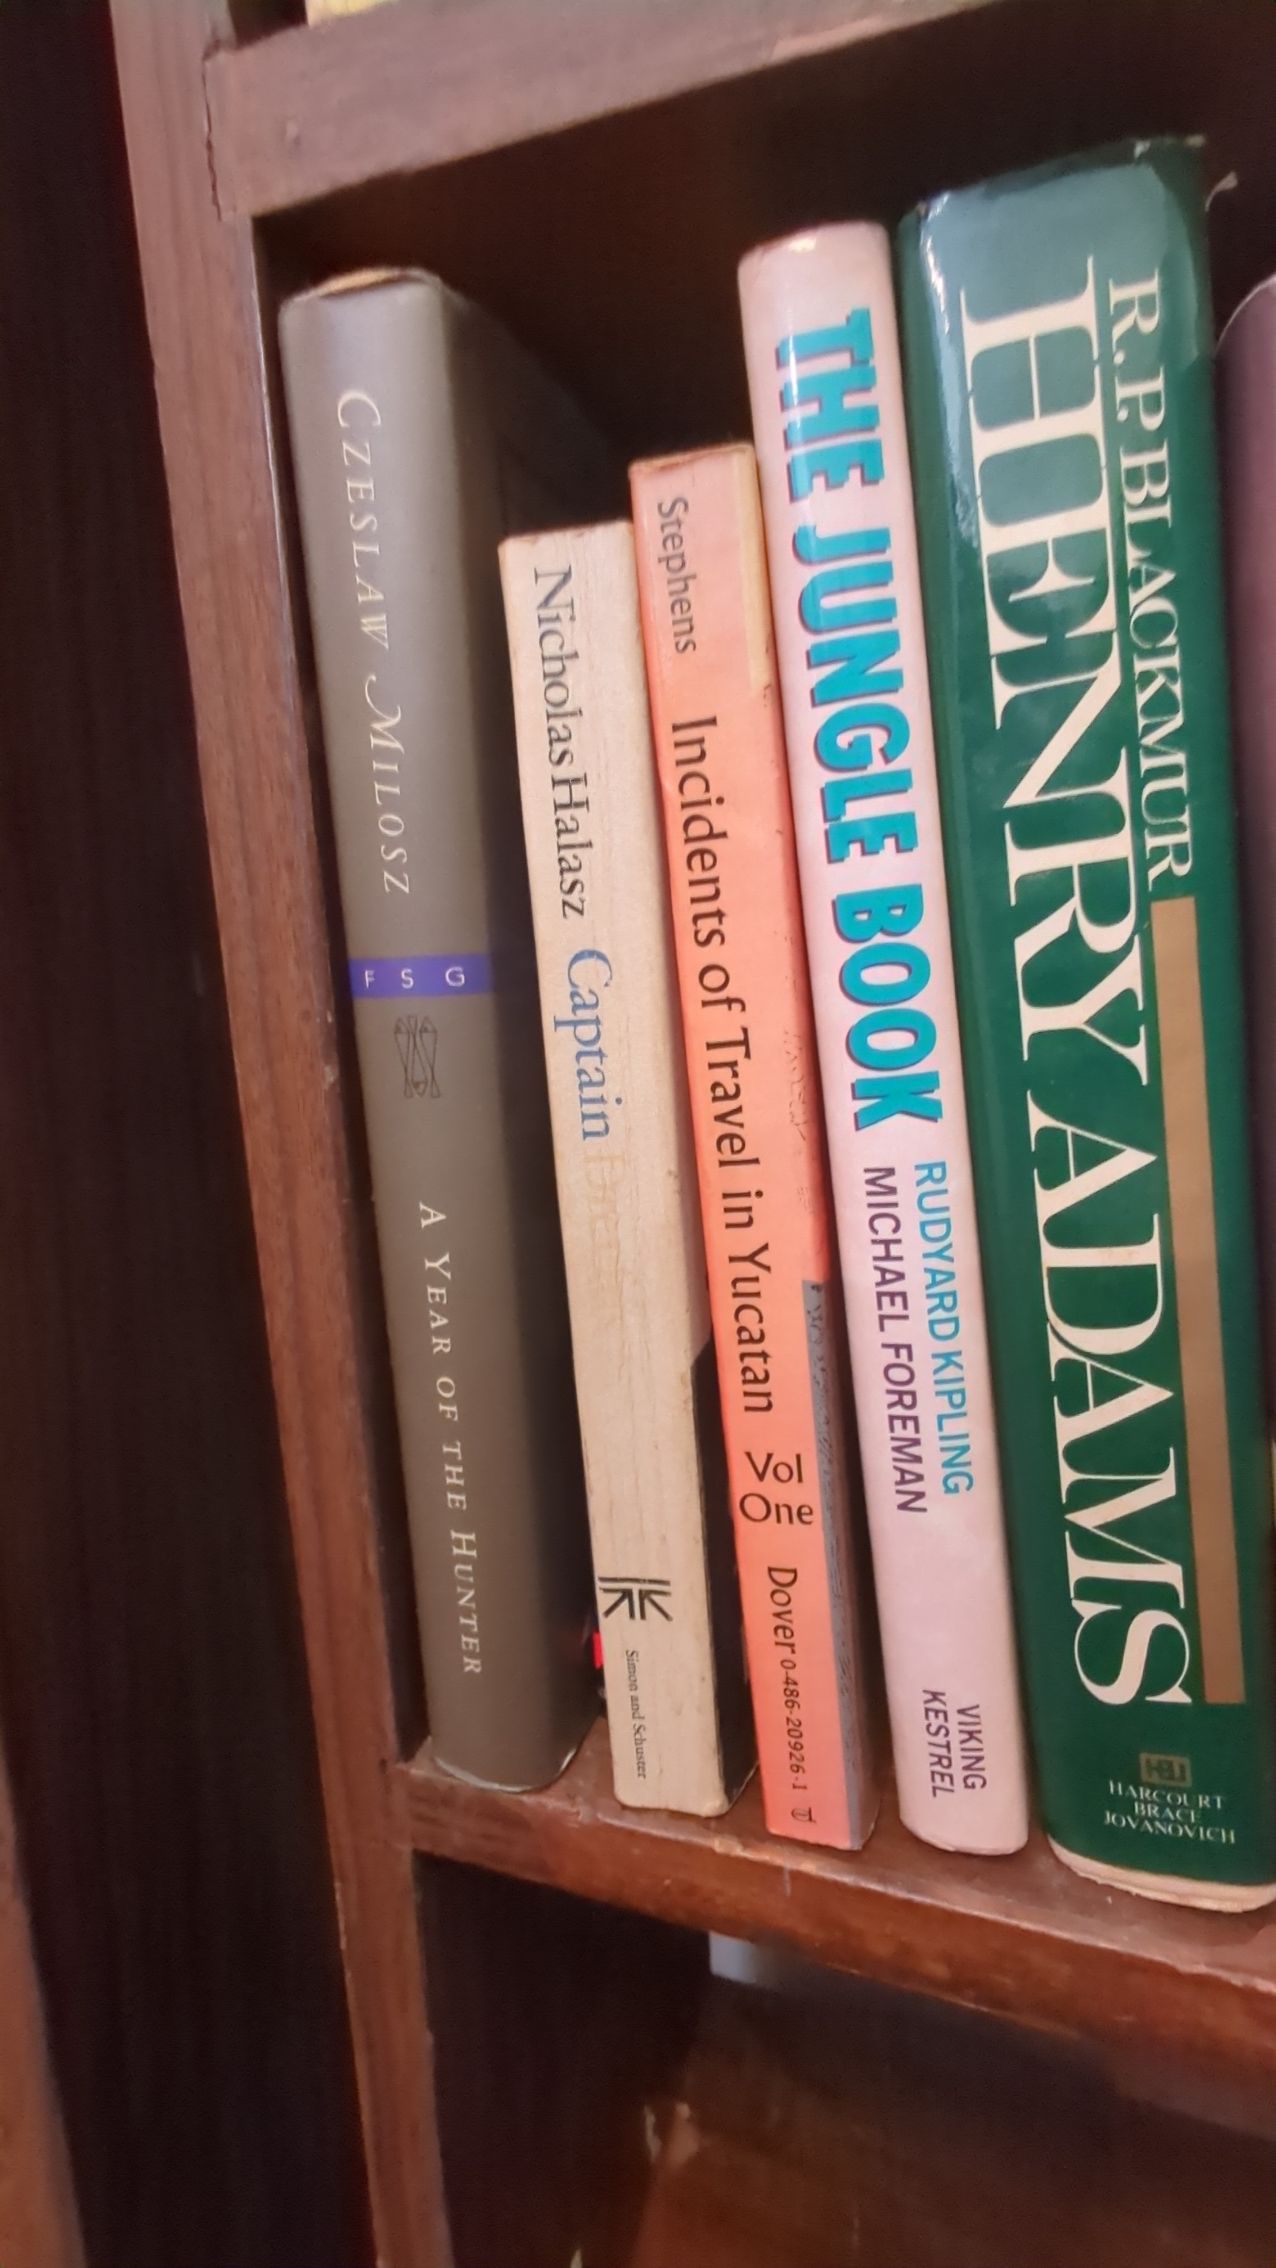 CZESLAW MILOSZ
F S G
A YEAR OF THE HUNTER
Nicholas Halasz Captain
Simon and Schuster
Stephens Incidents of Travel in Yucatan
Vol
One
Dover 0-486-20926-1
THE JUNGLE BOOK
RUDYARD KIPLING
MICHAEL FOREMAN
VIKING
KESTREL
R.P. BLACKMUR
HENRY ADAMS
HBJ
HARCOURT
BRACE
JOVANOVICH